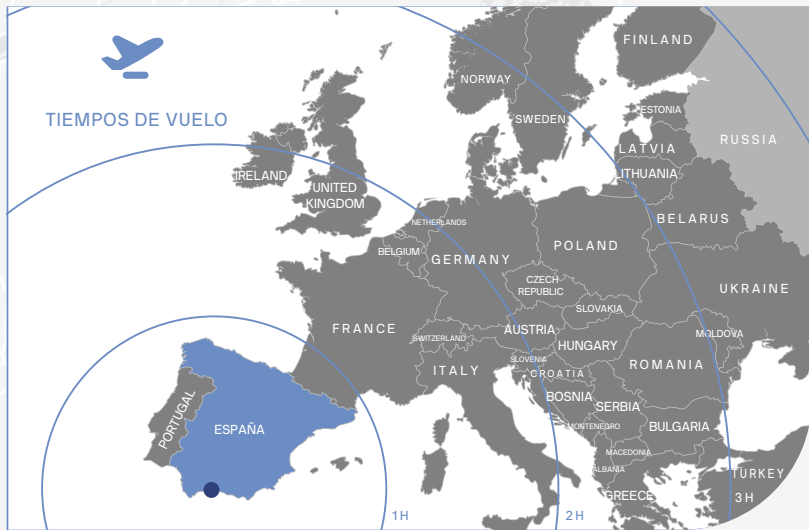 TIEMPOS DE VUELO
FINLAND
NORWAY
SWEDEN
ESTONIA
RUSSIA
LATVIA
LITHUANIA
IRELAND
UNITED
KINGDOM
NETHERLANDS
BELARUS
BELGIUM
GERMANY
POLAND
CZECH
REPUBLIC
UKRAINE
SLOVAKIA
FRANCE
SWITZERLAND
AUSTRIA
MOLDOVA
HUNGARY
SLOVENIA
ITALY
CROATIA
ROMANIA
BOSNIA
SERBIA
PORTUGAL
ESPAÑA
MONTENEGRO
BULGARIA
MACEDONIA
ALBANIA
TURKEY
GREECE
1H
2H
3H